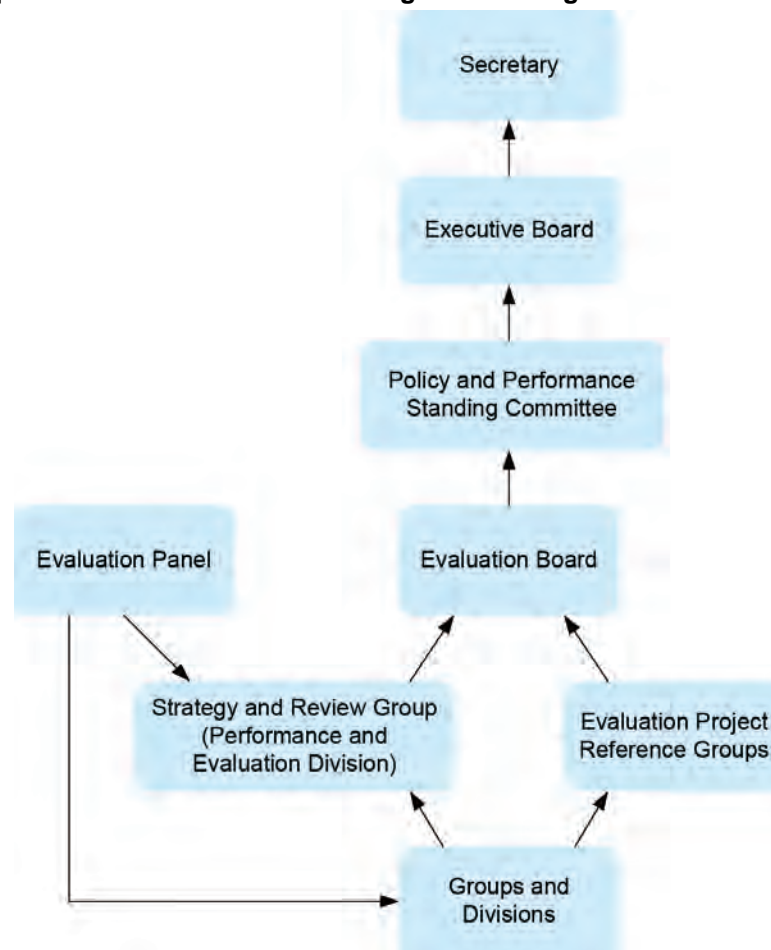 Secretary
Executive Board
Policy and Performance
Standing Committee
Evaluation Panel
Evaluation Board
Strategy and Review Group
(Performance and
Evaluation Division)
Evaluation Project
Reference Groups
Groups and
Divisions